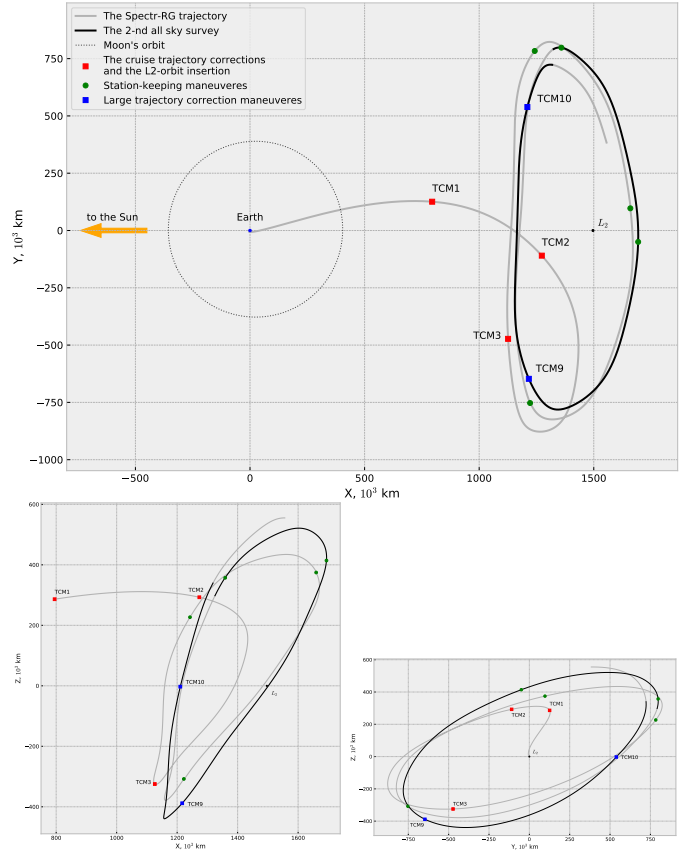 The Spectr-RG trajectory
The 2-nd all sky survey
Moon's orbit
The cruise trajectory corrections
and the L2-orbit insertion
Station-keeping maneuveres
Large trajectory correction maneuveres
750
500
250
0
−250
−500
−750
−1000
Y, 10³ km
to the Sun
Earth
TCM1
TCM10
L₂
TCM2
TCM3
TCM9
−500
0
500
1000
1500
X, 10³ km
600
400
200
0
−200
−400
Z, 10³ km
TCM1
TCM2
TCM10
L₂
TCM3
TCM9
800
1000
1200
1400
1600
X, 10³ km
600
400
200
0
−200
−400
Z, 10³ km
TCM2
TCM1
L₂
TCM10
TCM3
TCM9
−750
−500
−250
0
250
500
750
Y, 10³ km